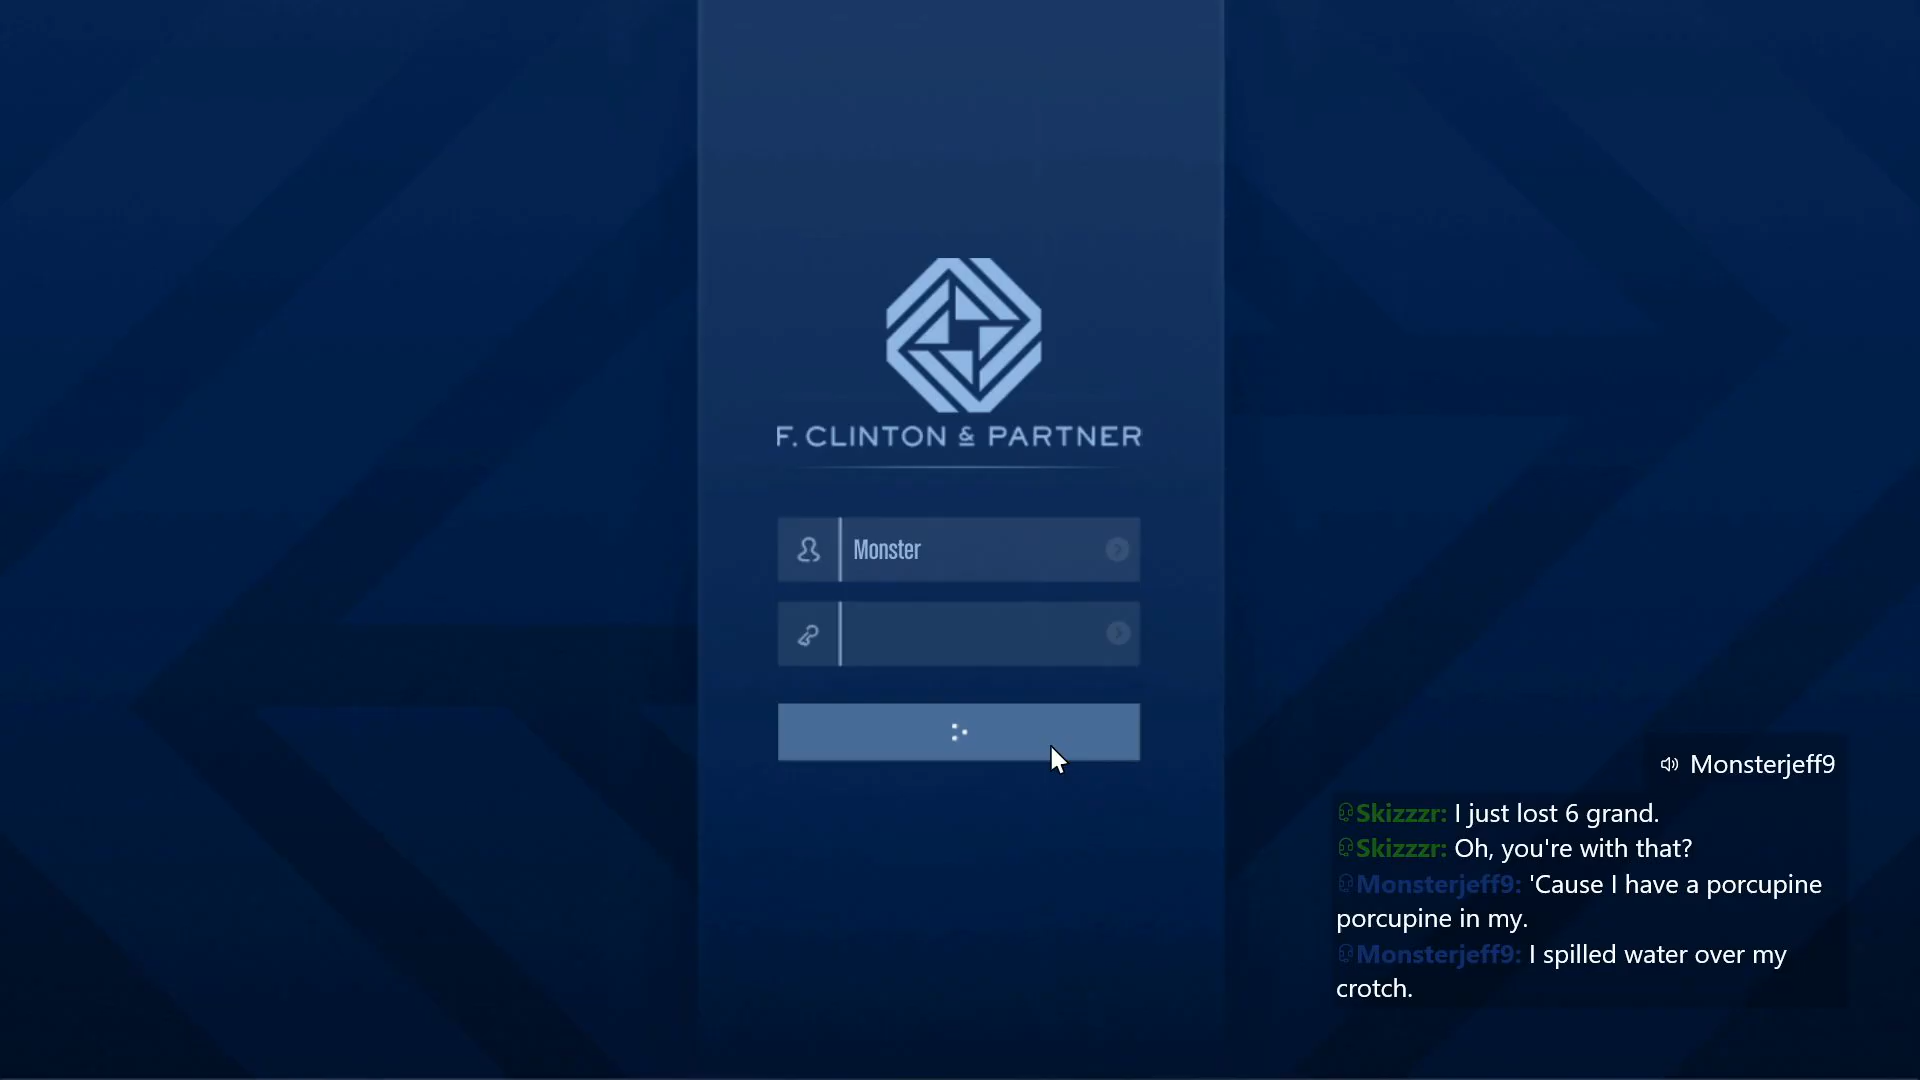 F. CLINTON & PARTNER
Monster
Monsterjeff9
Skizzzr: I just lost 6 grand.
Skizzzr: Oh, you're with that?
Monsterjeff9: 'Cause I have a porcupine
porcupine in my.
Monsterjeff9: I spilled water over my
crotch.